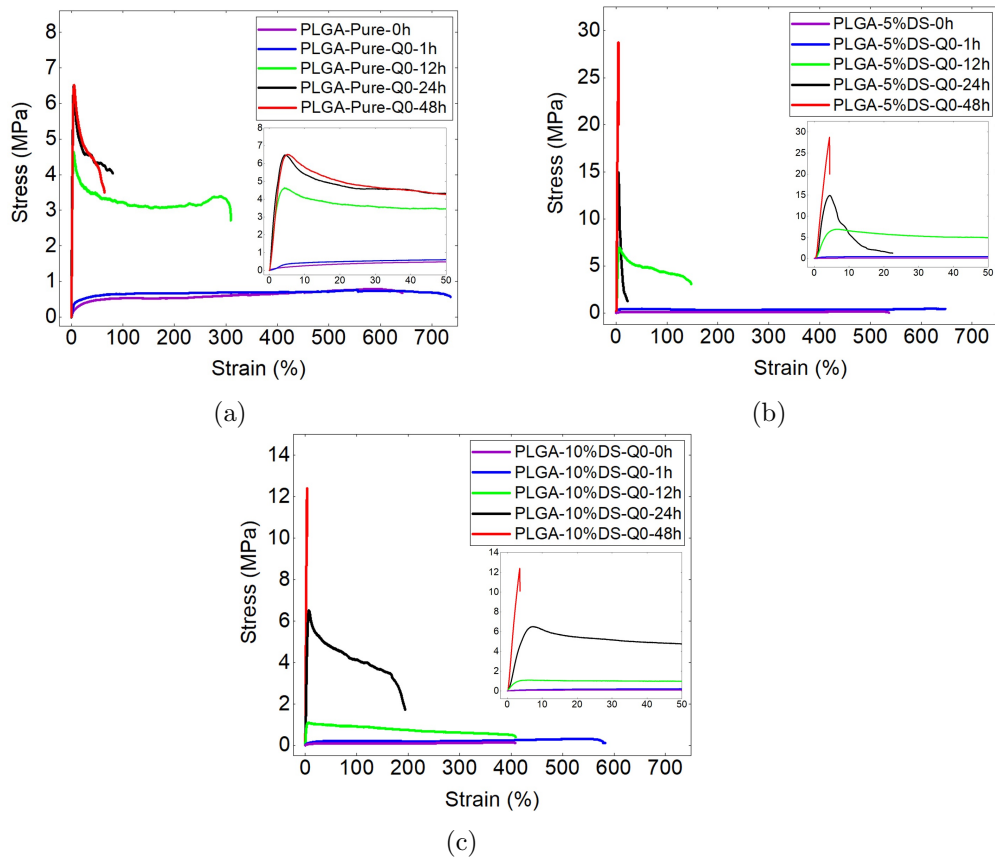 PLGA-Pure-0h
PLGA-Pure-Q0-1h
PLGA-Pure-Q0-12h
PLGA-Pure-Q0-24h
PLGA-Pure-Q0-48h
8
7
6
5
4
3
2
1
0
Stress (MPa)
8
7
6
5
4
3
2
1
0
0 10 20 30 40 50
0 100 200 300 400 500 600 700
Strain (%)
(a)
PLGA-5%DS-0h
PLGA-5%DS-Q0-1h
PLGA-5%DS-Q0-12h
PLGA-5%DS-Q0-24h
PLGA-5%DS-Q0-48h
30
25
20
15
10
5
0
Stress (MPa)
30
25
20
15
10
5
0
0 10 20 30 40 50
0 100 200 300 400 500 600 700
Strain (%)
(b)
PLGA-10%DS-Q0-0h
PLGA-10%DS-Q0-1h
PLGA-10%DS-Q0-12h
PLGA-10%DS-Q0-24h
PLGA-10%DS-Q0-48h
14
12
10
8
6
4
2
0
Stress (MPa)
14
12
10
8
6
4
2
0
0 10 20 30 40 50
0 100 200 300 400 500 600 700
Strain (%)
(c)